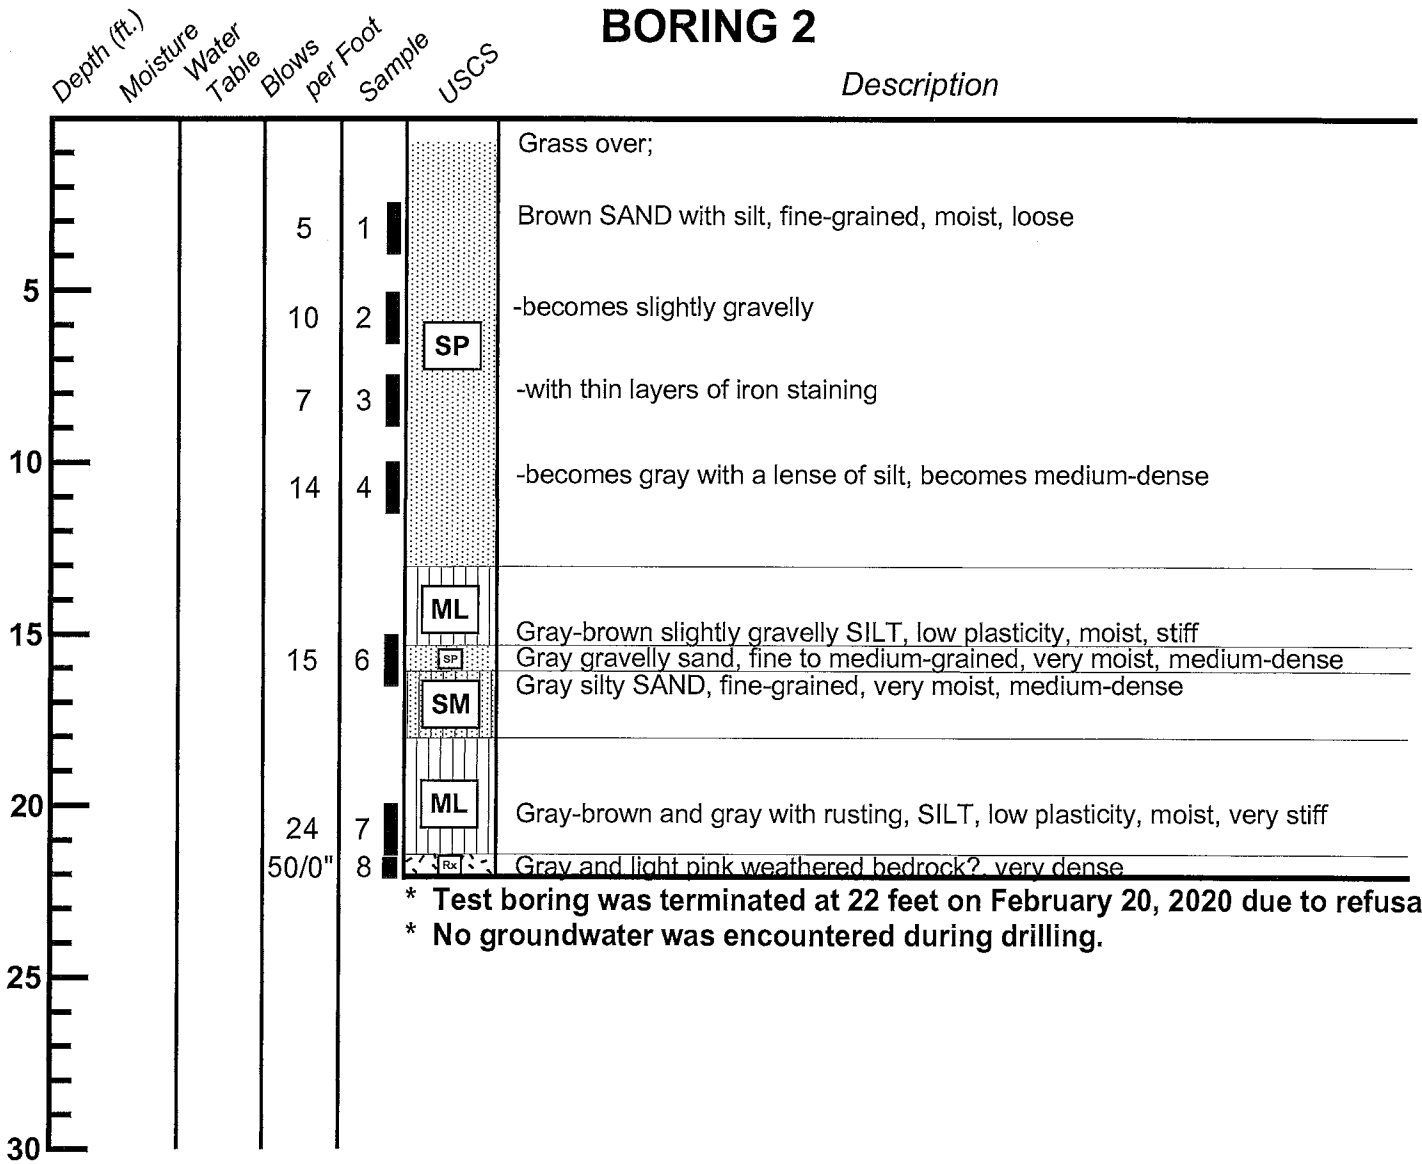 BORING 2
Depth (ft.)
Moisture
Water
Table
Blows
per Foot
Sample
USCS
Description
Grass over;
5 1 Brown SAND with silt, fine-grained, moist, loose
5
10 2 -becomes slightly gravelly
SP
7 3 -with thin layers of iron staining
10
14 4 -becomes gray with a lense of silt, becomes medium-dense
ML
15 Gray-brown slightly gravelly SILT, low plasticity, moist, stiff
15 6 SP Gray gravelly sand, fine to medium-grained, very moist, medium-dense
Gray silty SAND, fine-grained, very moist, medium-dense
SM
20 ML Gray-brown and gray with rusting, SILT, low plasticity, moist, very stiff
24 7
50/0" 8 Rx Gray and light pink weathered bedrock?, very dense
* Test boring was terminated at 22 feet on February 20, 2020 due to refusa
* No groundwater was encountered during drilling.
25
30